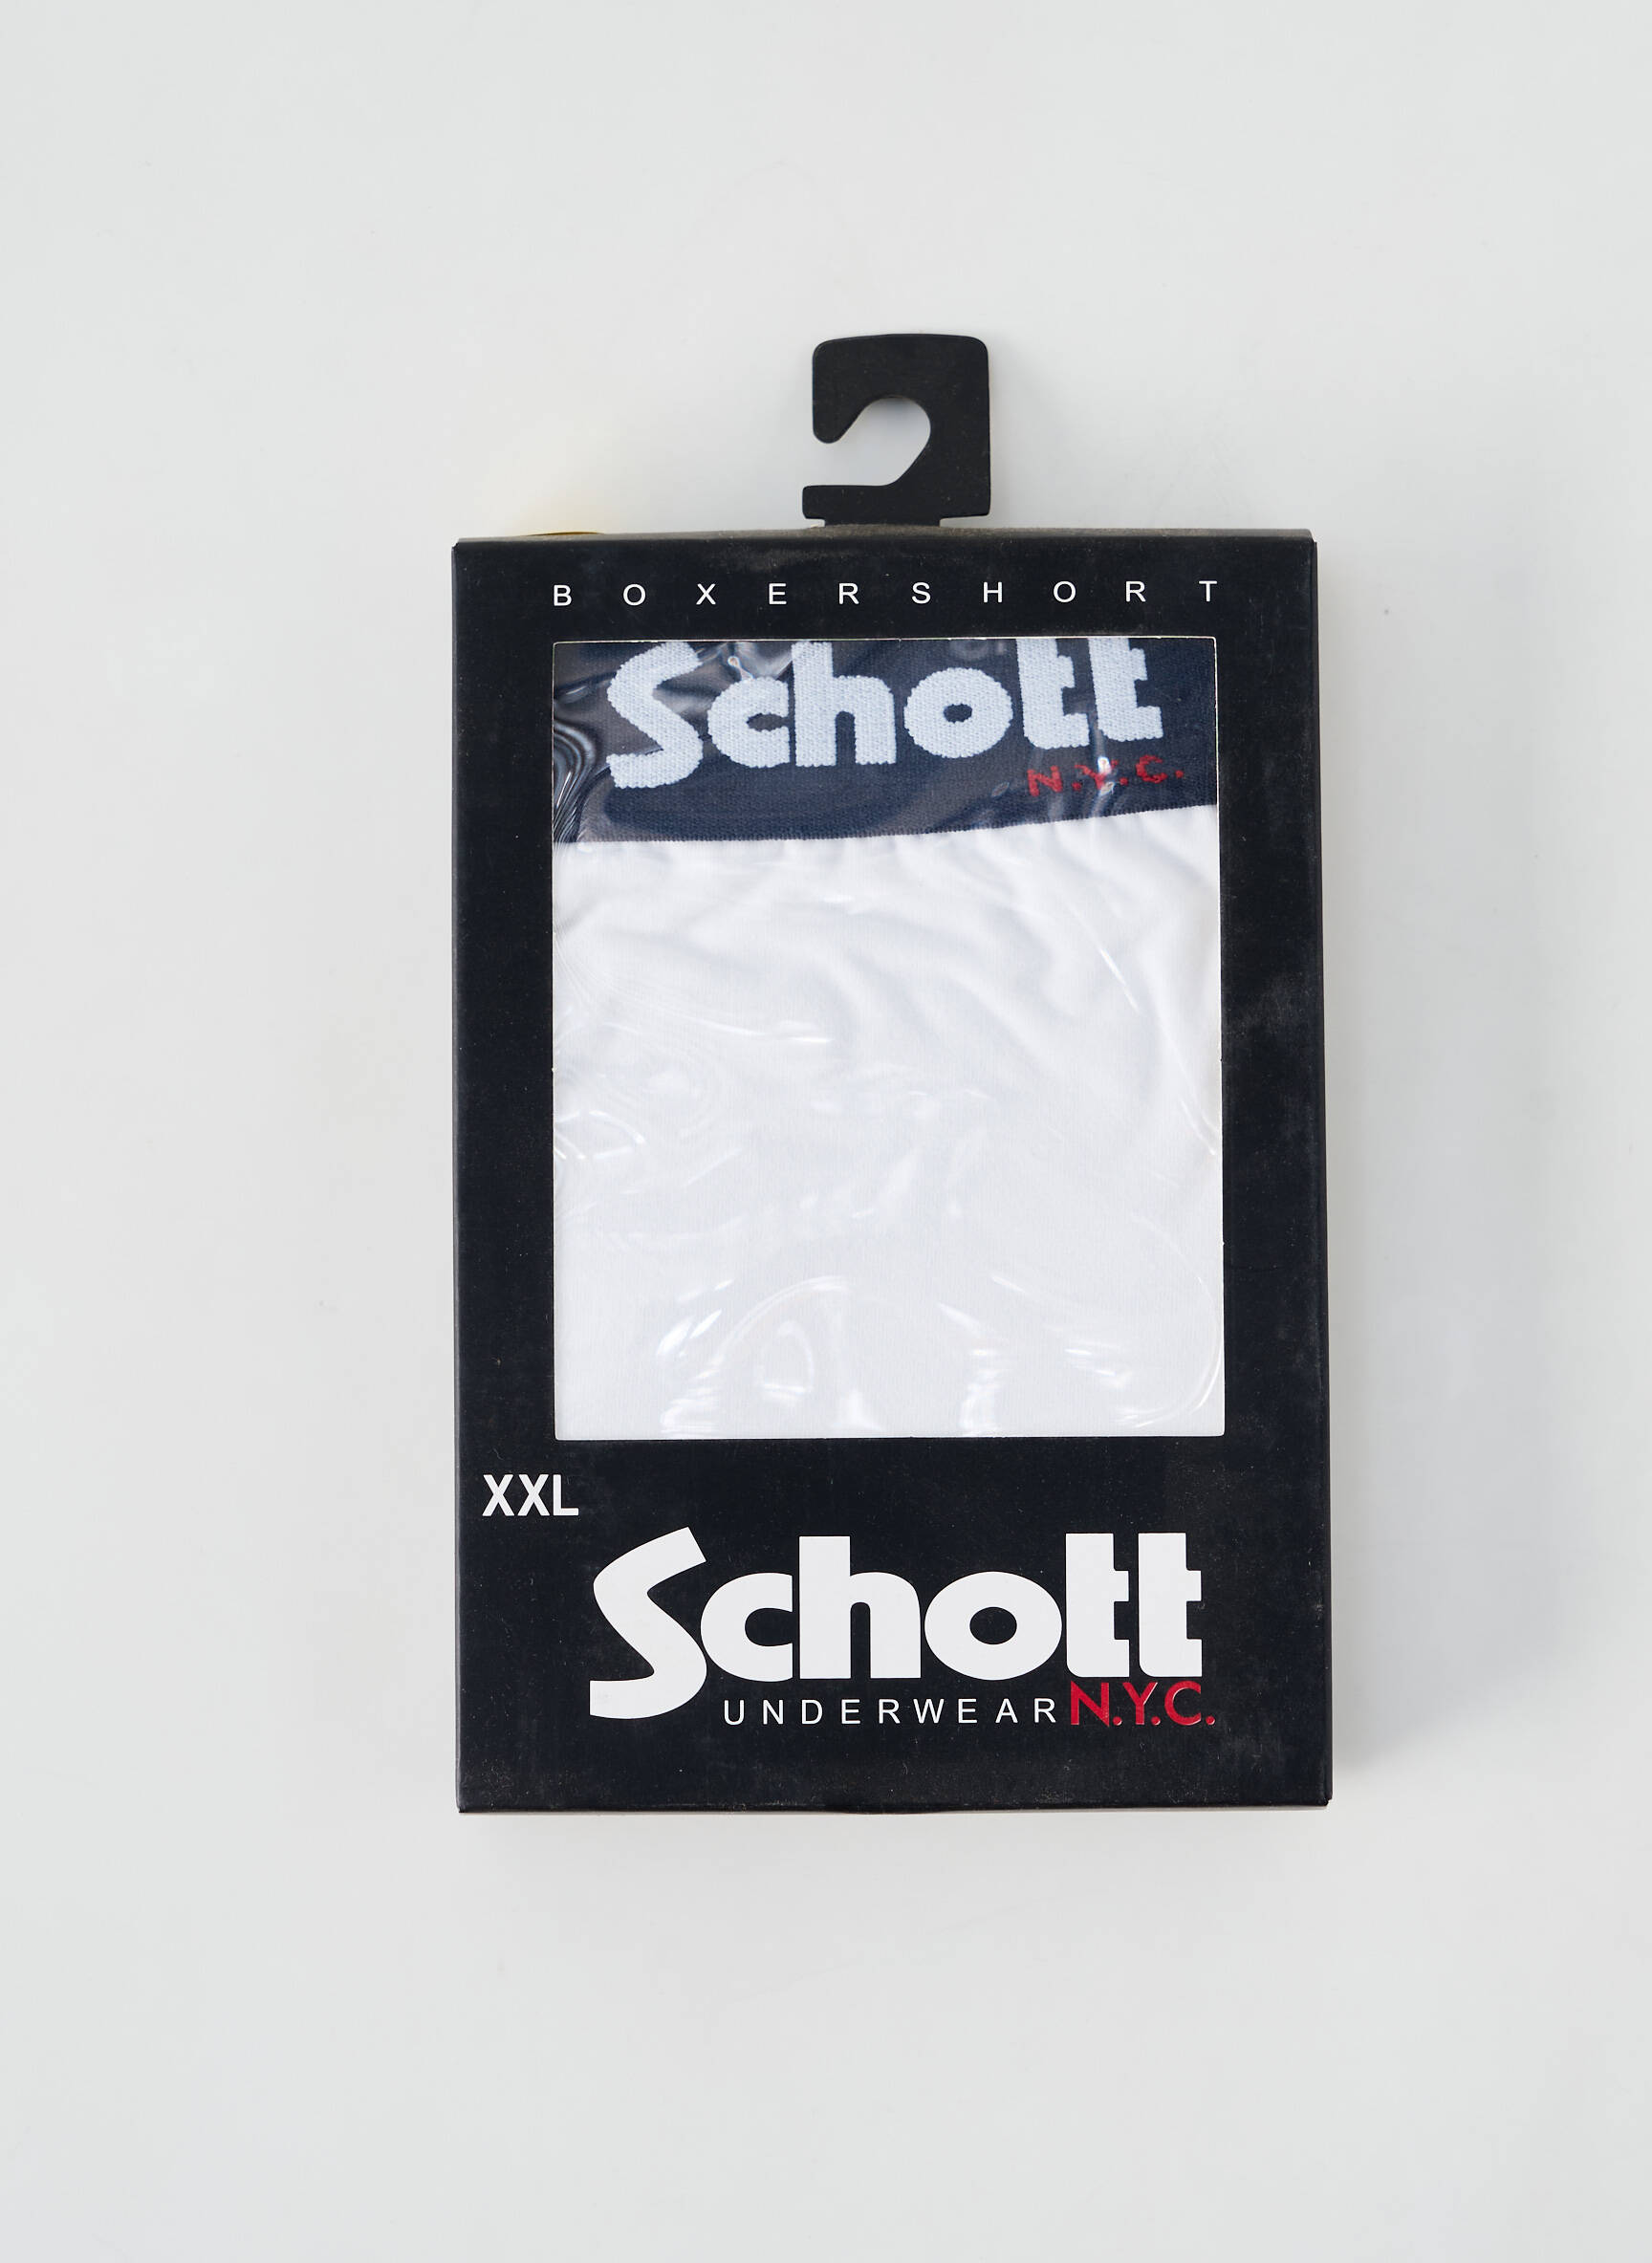 BOXERSHORT
Schott
N.Y.C.
XXL
Schott
UNDERWEAR N.Y.C.